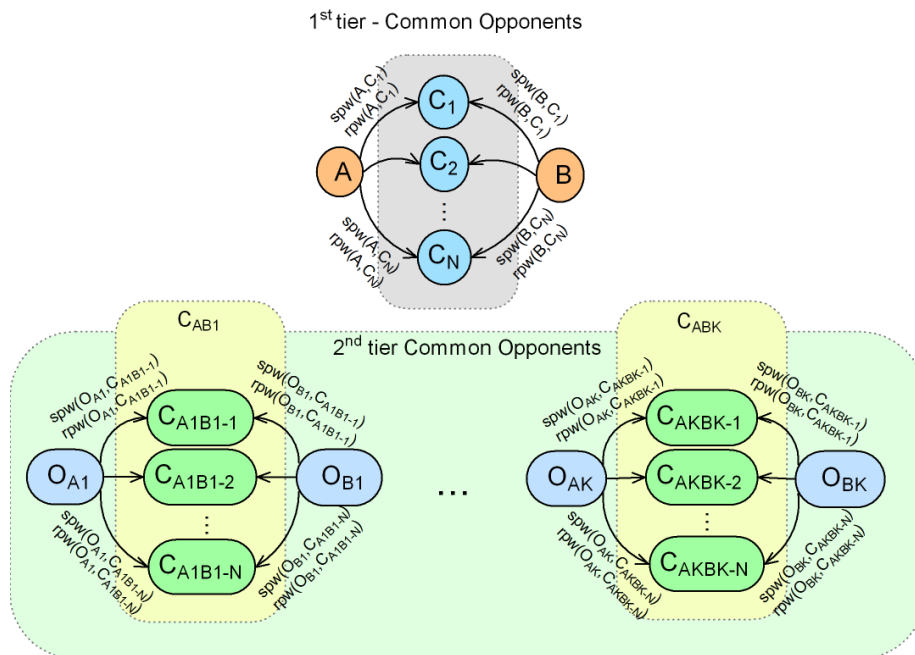 1st tier - Common Opponents
spw(A,C1)
rpw(A,C1)
spw(B,C1)
rpw(B,C1)
C1
A
C2
B
⋮
spw(A,CN)
rpw(A,CN)
CN
spw(B,CN)
rpw(B,CN)
CAB1
CABK
2nd tier Common Opponents
spw(OA1,CA1B1-1)
rpw(OA1,CA1B1-1)
spw(OB1,CA1B1-1)
rpw(OB1,CA1B1-1)
spw(OAK,CAKBK-1)
rpw(OAK,CAKBK-1)
spw(OBK,CAKBK-1)
rpw(OBK,CAKBK-1)
CA1B1-1
CAKBK-1
OA1
CA1B1-2
OB1
...
OAK
CAKBK-2
OBK
⋮
⋮
spw(OA1,CA1B1-N)
rpw(OA1,CA1B1-N)
CA1B1-N
spw(OB1,CA1B1-N)
rpw(OB1,CA1B1-N)
spw(OAK,CAKBK-N)
rpw(OAK,CAKBK-N)
CAKBK-N
spw(OBK,CAKBK-N)
rpw(OBK,CAKBK-N)